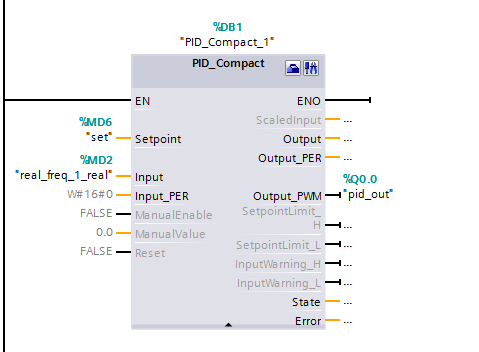 %DB1
"PID_Compact_1"
PID_Compact
EN
ENO
ScaledInput
...
%MD6
"set"
Setpoint
Output
...
Output_PER
...
%MD2
"real_freq_1_real"
Input
%Q0.0
W#16#0
Input_PER
Output_PWM
"pid_out"
FALSE
ManualEnable
SetpointLimit_
H
...
0.0
ManualValue
SetpointLimit_L
...
FALSE
Reset
InputWarning_H
...
InputWarning_L
...
State
...
Error
...